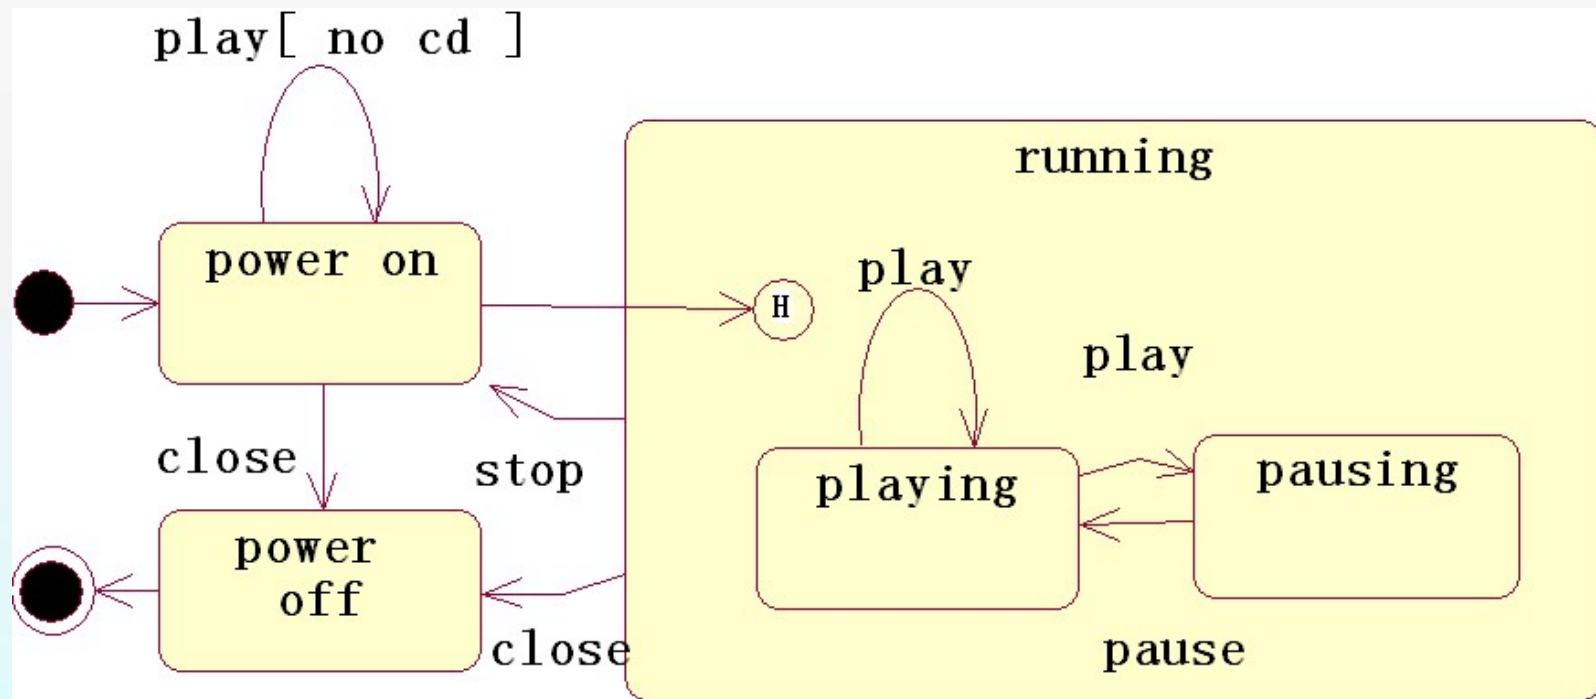 play[ no cd ]
running
power on
H
play
play
close
stop
playing
pausing
power
off
close
pause